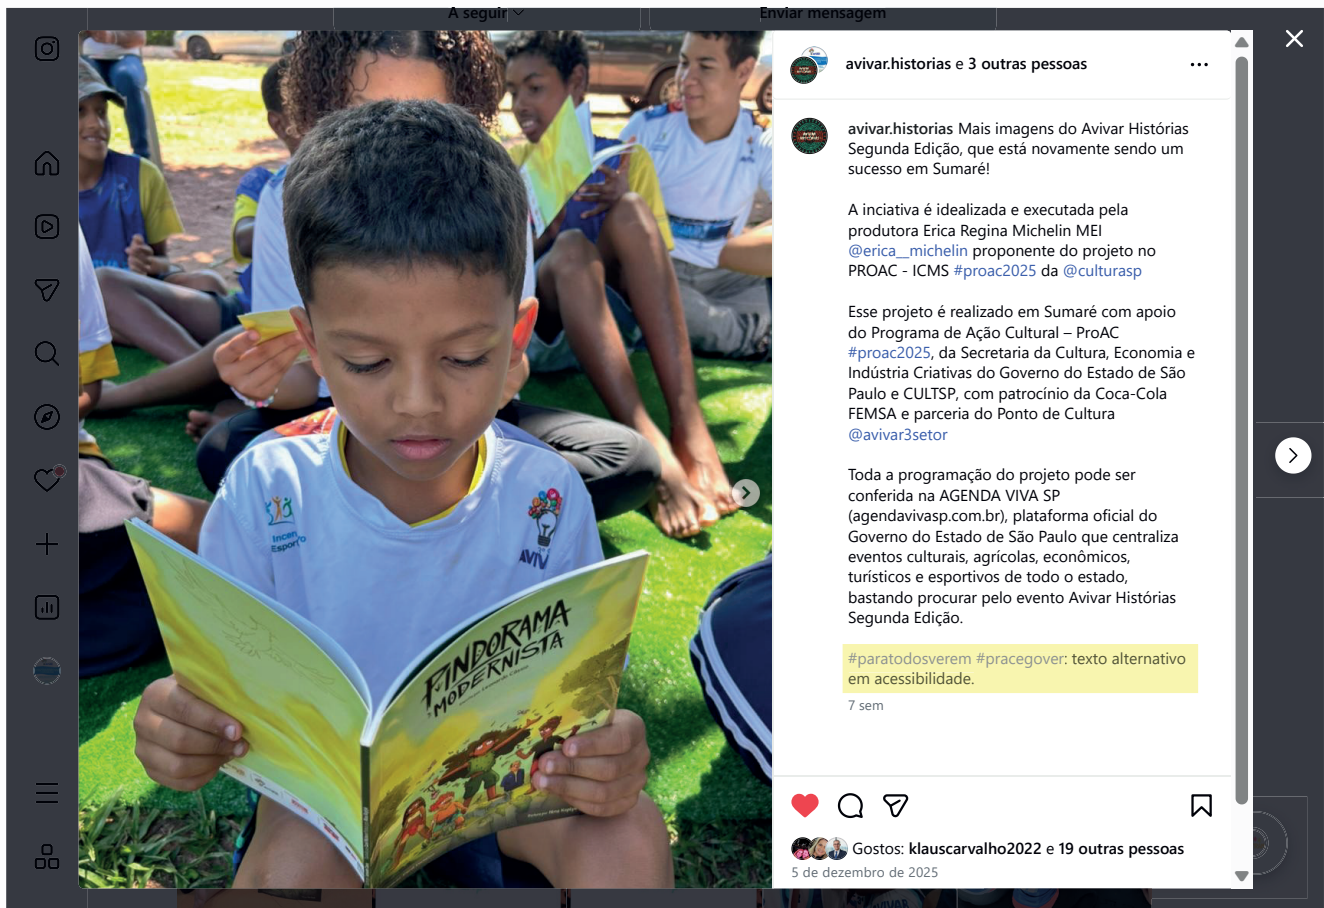 A seguir
Enviar mensagem
avivar.historias e 3 outras pessoas
avivar.historias Mais imagens do Avivar Histórias
Segunda Edição, que está novamente sendo um
sucesso em Sumaré!
A inciativa é idealizada e executada pela
produtora Erica Regina Michelin MEI
@erica__michelin proponente do projeto no
PROAC - ICMS #proac2025 da @culturasp
Esse projeto é realizado em Sumaré com apoio
do Programa de Ação Cultural – ProAC
#proac2025, da Secretaria da Cultura, Economia e
Indústria Criativas do Governo do Estado de São
Paulo e CULTSP, com patrocínio da Coca-Cola
FEMSA e parceria do Ponto de Cultura
@avivar3setor
Toda a programação do projeto pode ser
conferida na AGENDA VIVA SP
(agendavivasp.com.br), plataforma oficial do
Governo do Estado de São Paulo que centraliza
eventos culturais, agrícolas, econômicos,
turísticos e esportivos de todo o estado,
bastando procurar pelo evento Avivar Histórias
Segunda Edição.
#paratodosverem #pracegover: texto alternativo
em acessibilidade.
7 sem
Gostos: klauscarvalho2022 e 19 outras pessoas
5 de dezembro de 2025
PINDORAMA
MODERNISTA